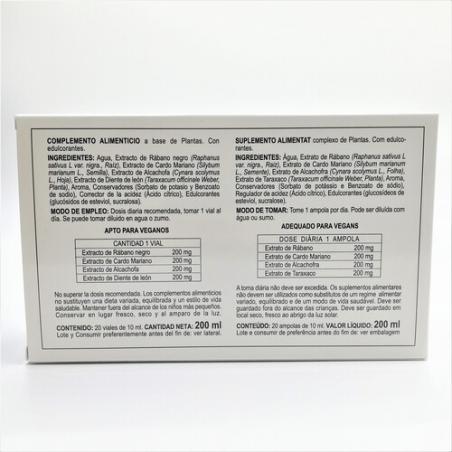 COMPLEMENTO ALIMENTICIO a base de Plantas. Con
edulcorantes.
INGREDIENTES: Agua, Extracto de Rábano negro (Raphanus
sativus L var. nigra., Raíz), Extracto de Cardo Mariano (Silybum
marianum L., Semilla), Extracto de Alcachofa (Cynara scolymus
L., Hoja), Extracto de Diente de león (Taraxacum officinale Weber,
Planta), Aroma, Conservadores (Sorbato de potasio y Benzoato
de sodio), Corrector de la acidez (Ácido cítrico), Edulcorantes
(glucósidos de esteviol, sucralosa).
MODO DE EMPLEO: Dosis diaria recomendada, tomar 1 vial al
día. Se puede tomar diluido en agua o zumo.
APTO PARA VEGANOS
CANTIDAD 1 VIAL
Extracto de Rábano negro 200 mg
Extracto de Cardo Mariano 200 mg
Extracto de Alcachofa 200 mg
Extracto de Diente de león 200 mg
No superar la dosis recomendada. Los complementos alimenticios
no sustituyen una dieta variada, equilibrada y un estilo de vida
saludable. Mantener fuera del alcance de los niños más pequeños.
Conservar en lugar fresco, seco y al amparo de la luz.
CONTENIDO: 20 viales de 10 ml. CANTIDAD NETA: 200 ml
Lote y Consumir preferentemente antes del fin de: ver lateral.
SUPLEMENTO ALIMENTAT complexo de Plantas. Com edulco-
rantes.
INGREDIENTES: Água, Extrato de Rábano (Raphanus sativus L
var. nigra., Raiz), Extrato de Cardo Mariano (Silybum marianum
L., Semente), Extrato de Alcachofra (Cynara scolymus L., Folha),
Extrato de Taraxaco (Taraxacum officinale Weber, Planta), Aroma,
Conservadores (Sorbato de potássio e Benzoato de sódio),
Regulador de acidez (Ácido cítrico), Edulcorantes (glicosídeos de
esteviol, sucralose).
MODO DE TOMAR: Tome 1 ampola por dia. Pode ser diluída com
água ou sumo.
ADEQUADO PARA VEGANS
DOSE DIÁRIA 1 AMPOLA
Extrato de Rábano 200 mg
Extrato de Cardo Mariano 200 mg
Extrato de Alcachofra 200 mg
Extrato de Taraxaco 200 mg
A toma diária não deve ser excedida. Os suplementos alimentares
não devem ser utilizados como substitutos de um regime alimentar
variado, equilibrado e um modo de vida saudável. Deve ser
guardado fora do alcance das crianças. Deve ser guardado em
local seco, fresco ao abrigo da luz solar.
CONTEÚDO: 20 ampolas de 10 ml. VALOR LÍQUIDO: 200 ml
Lote e consumir de preferência antes do fim de: ver embalagem